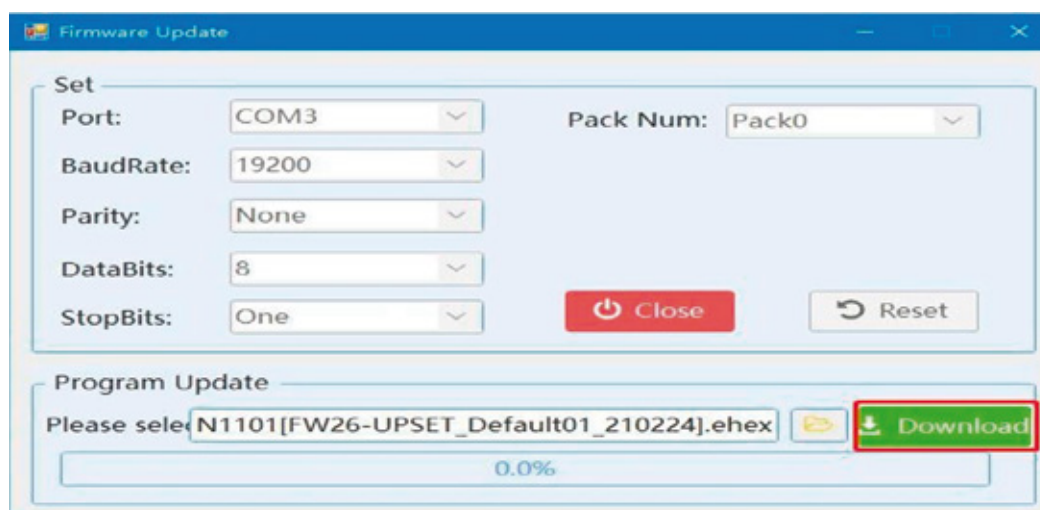 Firmware Update
Set
Port: COM3 Pack Num: Pack0
BaudRate: 19200
Parity: None
DataBits: 8
StopBits: One Close Reset
Program Update
Please selec N1101[FW26-UPSET_Default01_210224].ehex Download
0.0%